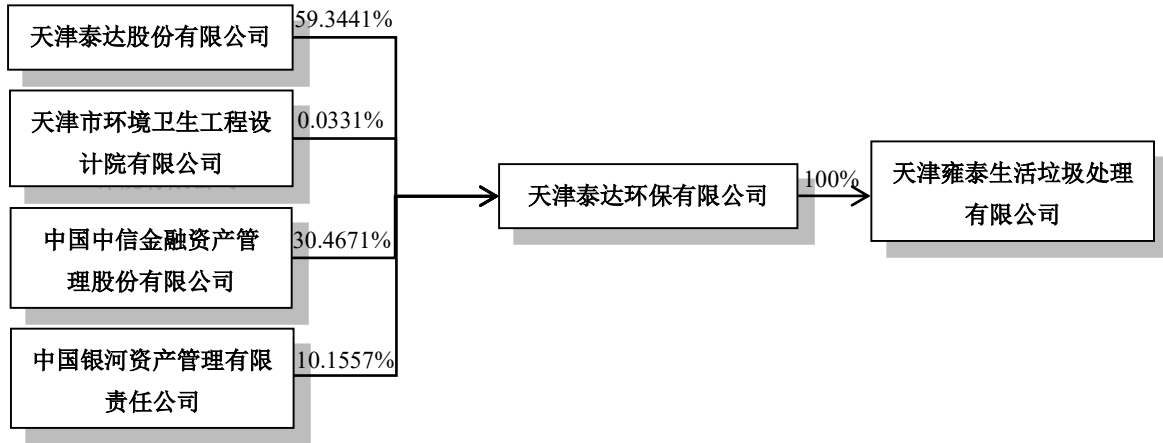 天津泰达股份有限公司
59.3441%
天津市环境卫生工程设
计院有限公司
0.0331%
中国中信金融资产管
理股份有限公司
30.4671%
中国银河资产管理有限
责任公司
10.1557%
天津泰达环保有限公司
100%
天津雍泰生活垃圾处理
有限公司